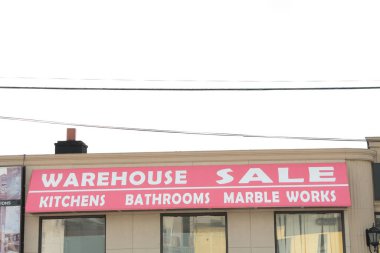 WAREHOUSE SALE
KITCHENS BATHROOMS MARBLE WORKS